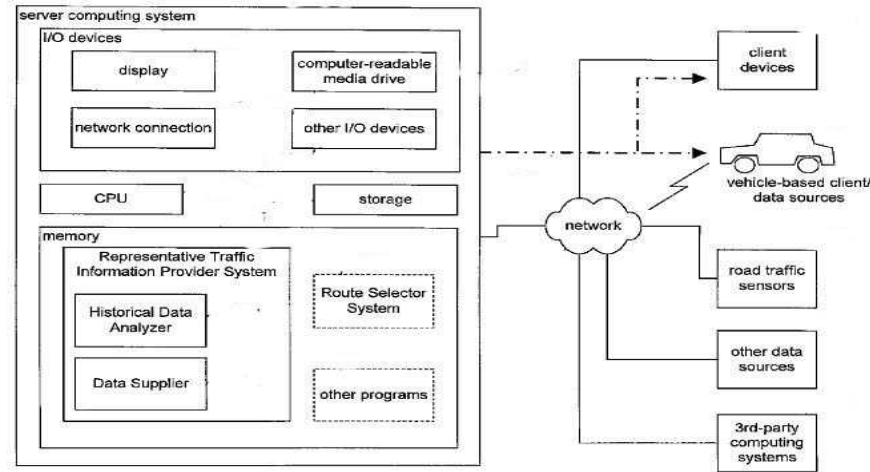 server computing system
I/O devices
display
computer-readable
media drive
network connection
other I/O devices
CPU
storage
memory
Representative Traffic
Information Provider System
Historical Data
Analyzer
Data Supplier
Route Selector
System
other programs
network
client
devices
vehicle-based client/
data sources
road traffic
sensors
other data
sources
3rd-party
computing
systems